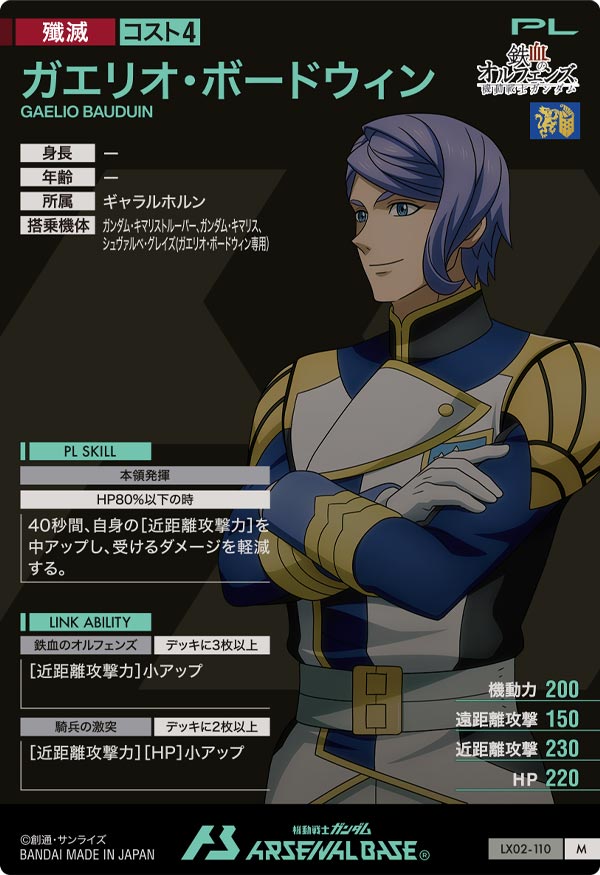 殲滅 コスト4 PL
ガエリオ・ボードウィン
GAELIO BAUDUIN
鉄血のオルフェンズ
機動戦士ガンダム
身長 ー
年齢 ー
所属 ギャラルホルン
搭乗機体 ガンダム・キマリストルーパー、ガンダム・キマリス、
シュヴァルベ・グレイズ(ガエリオ・ボードウィン専用)
PL SKILL
本領発揮
HP80%以下の時
40秒間、自身の[近距離攻撃力]を
中アップし、受けるダメージを軽減
する。
LINK ABILITY
鉄血のオルフェンズ デッキに3枚以上
[近距離攻撃力]小アップ
騎兵の激突 デッキに2枚以上
[近距離攻撃力][HP]小アップ
機動力 200
遠距離攻撃 150
近距離攻撃 230
HP 220
©創通・サンライズ
BANDAI MADE IN JAPAN
機動戦士ガンダム
ARSENAL BASE®
LX02-110 M